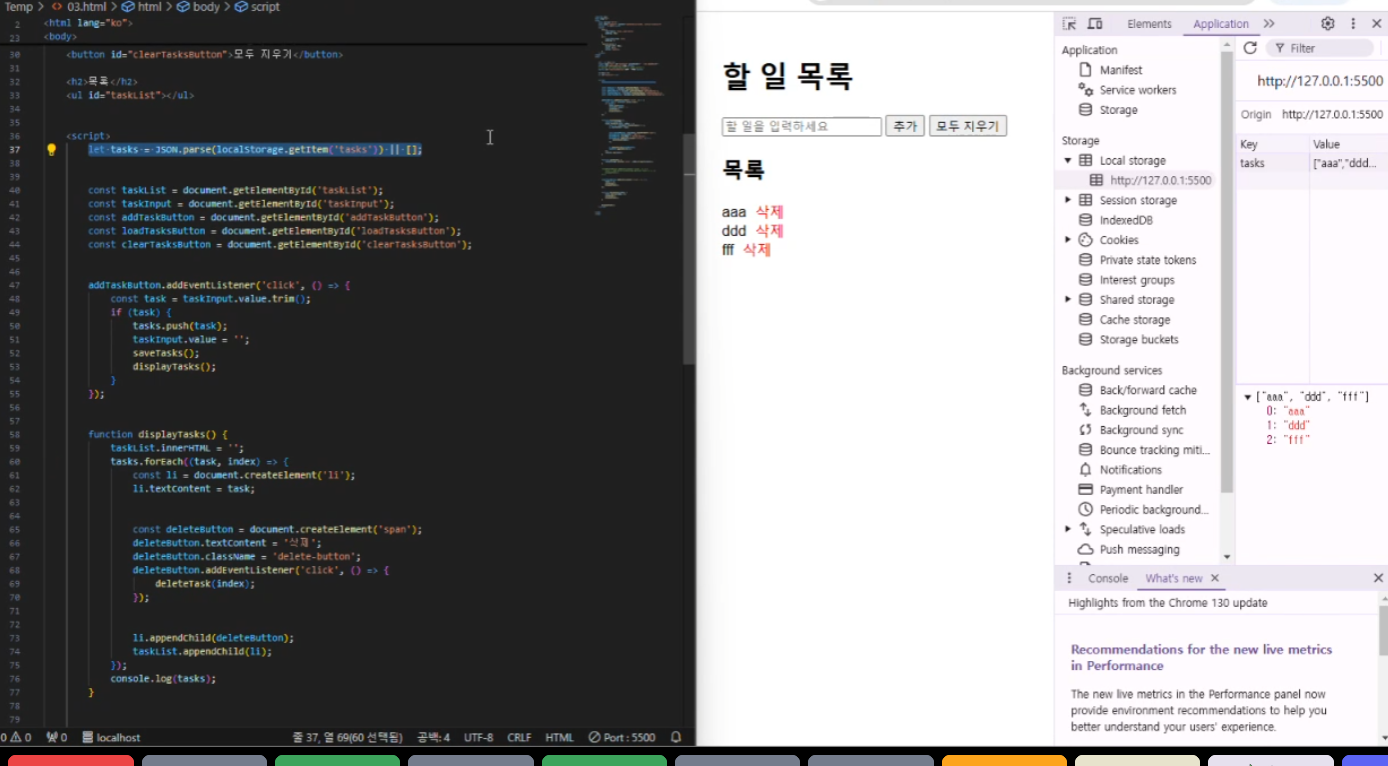 Temp > <> 03.html > html > body > script
2 <html lang="ko">
23 <body>
30 <button id="clearTasksButton">모두 지우기</button>
31
32 <h2>목록</h2>
33 <ul id="taskList"></ul>
34
35
36 <script>
37 let tasks = JSON.parse(localStorage.getItem('tasks')) || [];
38
39
40 const taskList = document.getElementById('taskList');
41 const taskInput = document.getElementById('taskInput');
42 const addTaskButton = document.getElementById('addTaskButton');
43 const loadTasksButton = document.getElementById('loadTasksButton');
44 const clearTasksButton = document.getElementById('clearTasksButton');
45
46
47 addTaskButton.addEventListener('click', () => {
48 const task = taskInput.value.trim();
49 if (task) {
50 tasks.push(task);
51 taskInput.value = '';
52 saveTasks();
53 displayTasks();
54 }
55 });
56
57
58 function displayTasks() {
59 taskList.innerHTML = '';
60 tasks.forEach((task, index) => {
61 const li = document.createElement('li');
62 li.textContent = task;
63
64
65 const deleteButton = document.createElement('span');
66 deleteButton.textContent = '삭제';
67 deleteButton.className = 'delete-button';
68 deleteButton.addEventListener('click', () => {
69 deleteTask(index);
70 });
71
72
73 li.appendChild(deleteButton);
74 taskList.appendChild(li);
75 });
76 console.log(tasks);
77 }
78
79
0 0 0 localhost 줄 37, 열 69(60 선택됨) 공백: 4 UTF-8 CRLF HTML Port : 5500
할 일 목록
할 일을 입력하세요 추가 모두 지우기
목록
aaa 삭제
ddd 삭제
fff 삭제
Elements Application
Application
Manifest
Service workers
Storage
Storage
Local storage
http://127.0.0.1:5500
Session storage
IndexedDB
Cookies
Private state tokens
Interest groups
Shared storage
Cache storage
Storage buckets
Background services
Back/forward cache
Background fetch
Background sync
Bounce tracking miti...
Notifications
Payment handler
Periodic background...
Speculative loads
Push messaging
Filter
http://127.0.0.1:5500
Origin http://127.0.0.1:5500
Key Value
tasks ["aaa","ddd...
["aaa", "ddd", "fff"]
0: "aaa"
1: "ddd"
2: "fff"
Console What's new
Highlights from the Chrome 130 update
Recommendations for the new live metrics
in Performance
The new live metrics in the Performance panel now
provide environment recommendations to help you
better understand your users' experience.